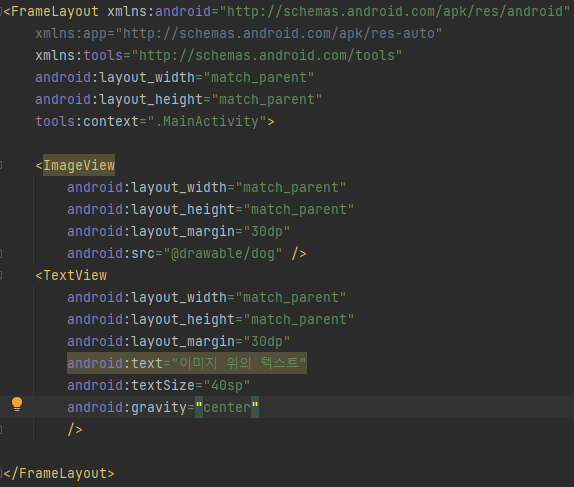 <FrameLayout xmlns:android="http://schemas.android.com/apk/res/android"
    xmlns:app="http://schemas.android.com/apk/res-auto"
    xmlns:tools="http://schemas.android.com/tools"
    android:layout_width="match_parent"
    android:layout_height="match_parent"
    tools:context=".MainActivity">

    <ImageView
        android:layout_width="match_parent"
        android:layout_height="match_parent"
        android:layout_margin="30dp"
        android:src="@drawable/dog" />
    <TextView
        android:layout_width="match_parent"
        android:layout_height="match_parent"
        android:layout_margin="30dp"
        android:text="이미지 위의 텍스트"
        android:textSize="40sp"
        android:gravity="center"
        />

</FrameLayout>